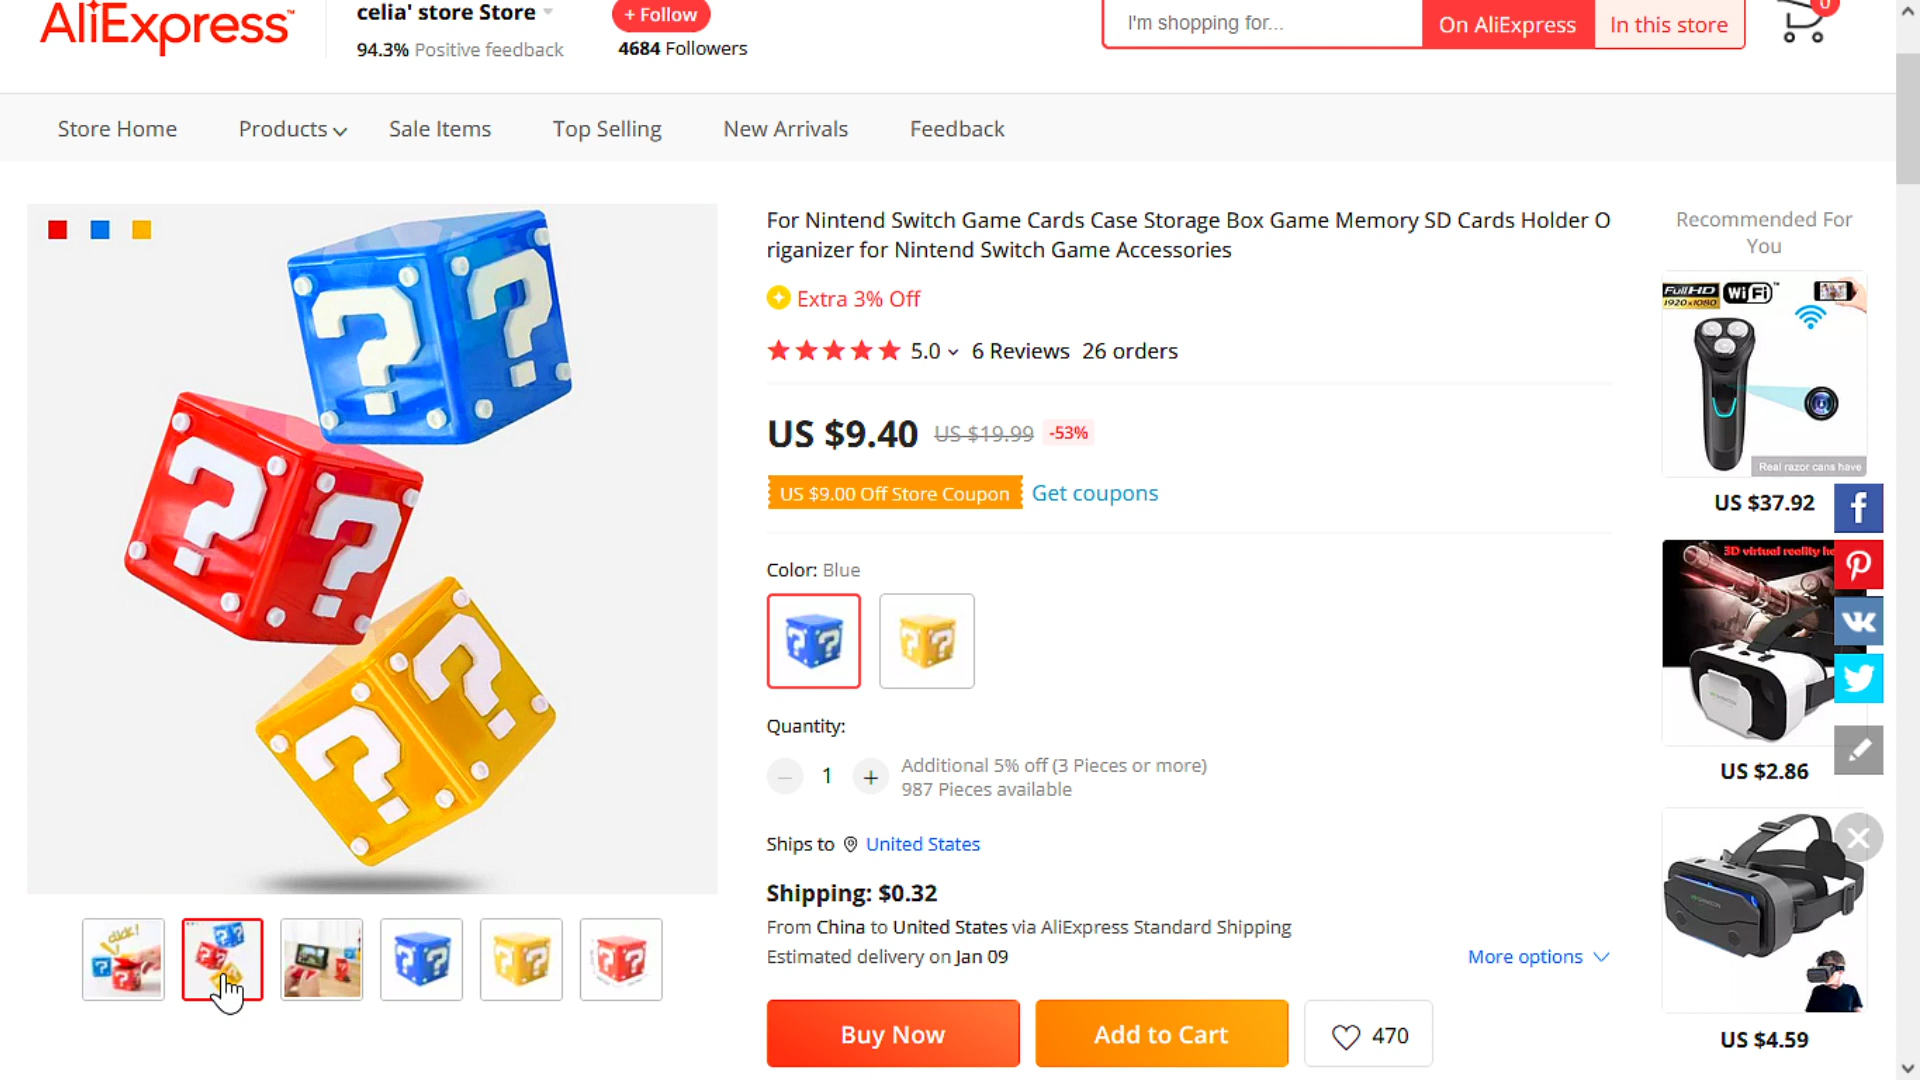 AliExpress™
celia' store Store
94.3% Positive feedback
+ Follow
4684 Followers
I'm shopping for...
On AliExpress
In this store
0
Store Home
Products
Sale Items
Top Selling
New Arrivals
Feedback
For Nintend Switch Game Cards Case Storage Box Game Memory SD Cards Holder O
riganizer for Nintend Switch Game Accessories
Extra 3% Off
5.0
6 Reviews
26 orders
US $9.40
US $19.99
-53%
US $9.00 Off Store Coupon
Get coupons
Color: Blue
Quantity:
1
Additional 5% off (3 Pieces or more)
987 Pieces available
Ships to
United States
Shipping: $0.32
From China to United States via AliExpress Standard Shipping
Estimated delivery on Jan 09
More options
Buy Now
Add to Cart
470
click!
? ?
? ?
? ?
Recommended For
You
Full HD
1920x1080
WiFi™
Real razor cans have
US $37.92
3D virtual reality he
US $2.86
US $4.59